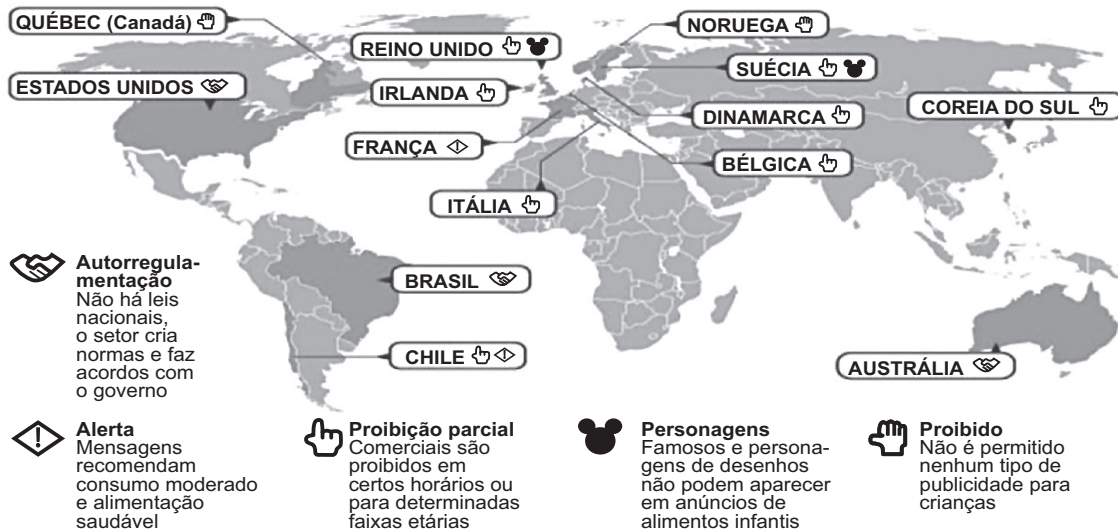 QUÉBEC (Canadá)
NORUEGA
REINO UNIDO
SUÉCIA
ESTADOS UNIDOS
IRLANDA
COREIA DO SUL
DINAMARCA
FRANÇA
BÉLGICA
ITÁLIA
BRASIL
CHILE
AUSTRÁLIA
Autorregula-
mentação
Não há leis
nacionais,
o setor cria
normas e faz
acordos com
o governo
Alerta
Mensagens
recomendam
consumo moderado
e alimentação
saudável
Proibição parcial
Comerciais são
proibidos em
certos horários ou
para determinadas
faixas etárias
Personagens
Famosos e persona-
gens de desenhos
não podem aparecer
em anúncios de
alimentos infantis
Proibido
Não é permitido
nenhum tipo de
publicidade para
crianças